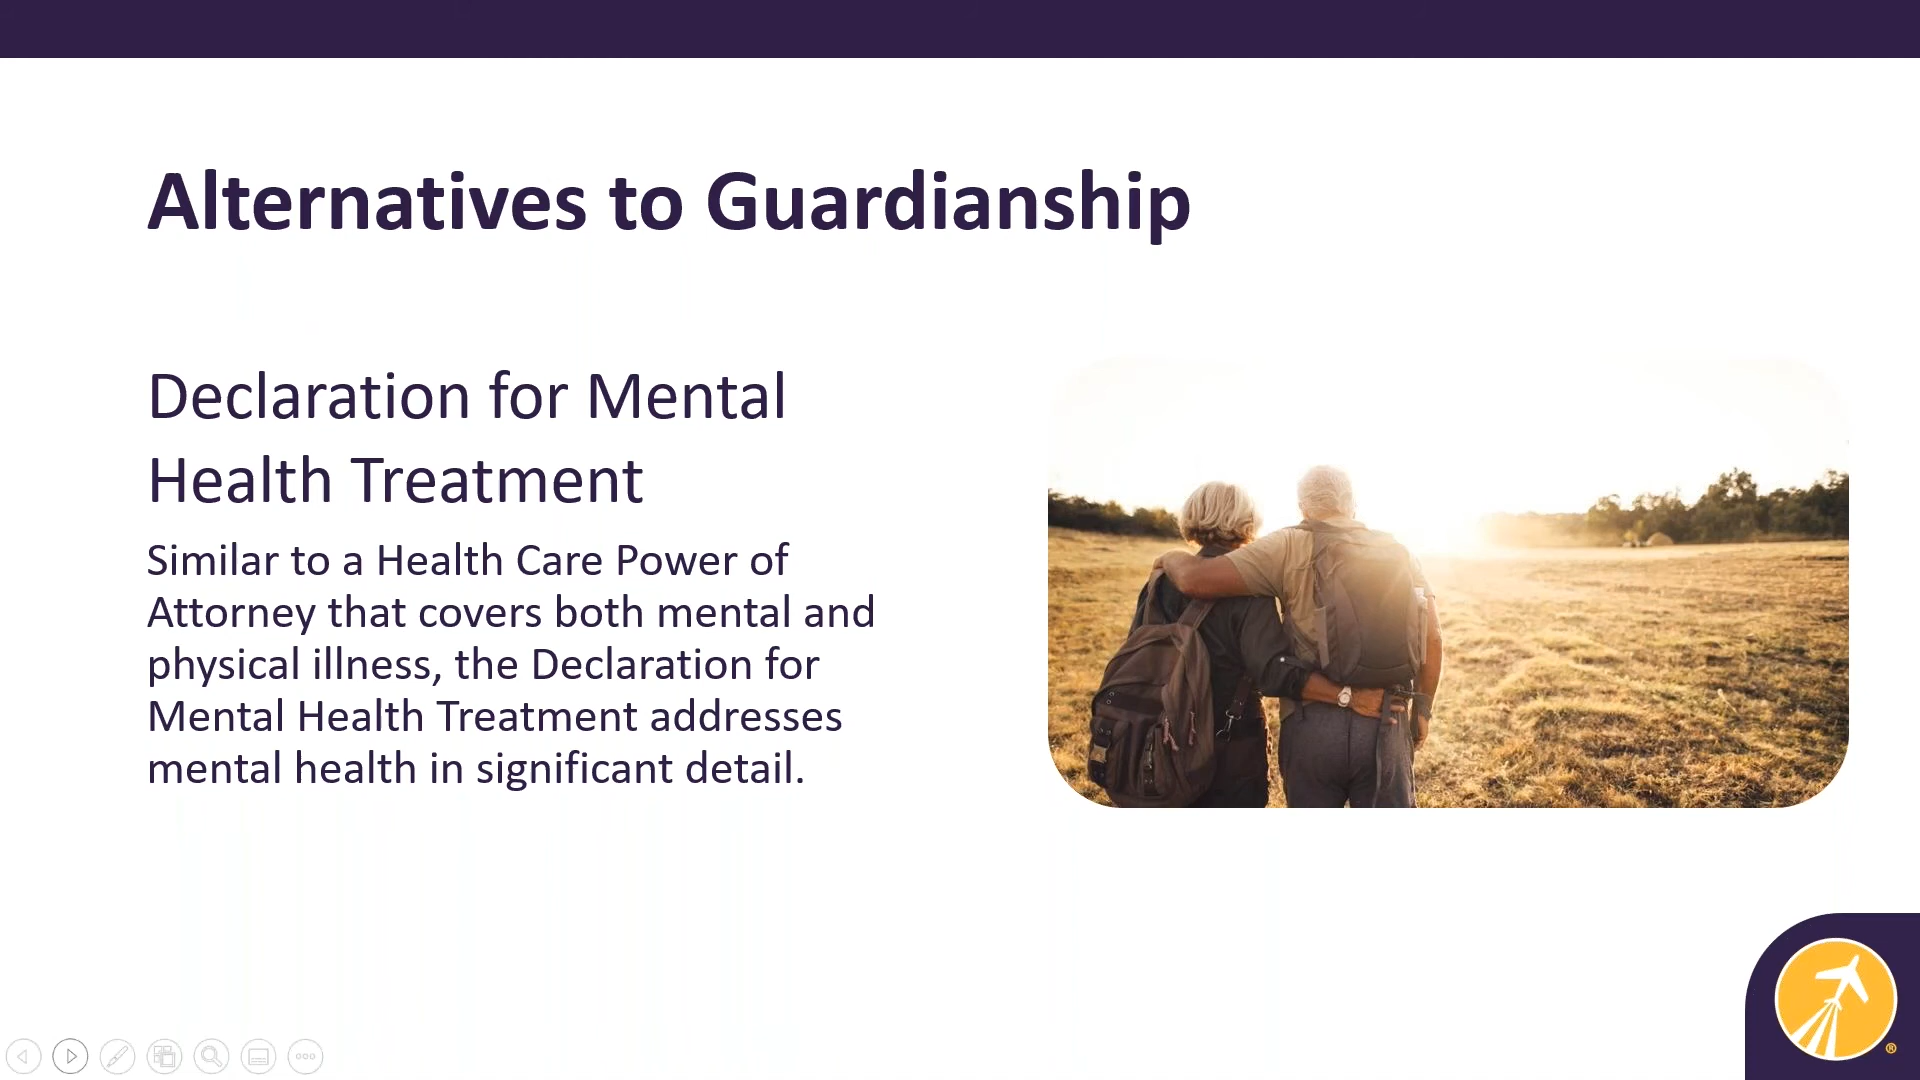 Alternatives to Guardianship
Declaration for Mental
Health Treatment
Similar to a Health Care Power of
Attorney that covers both mental and
physical illness, the Declaration for
Mental Health Treatment addresses
mental health in significant detail.
®